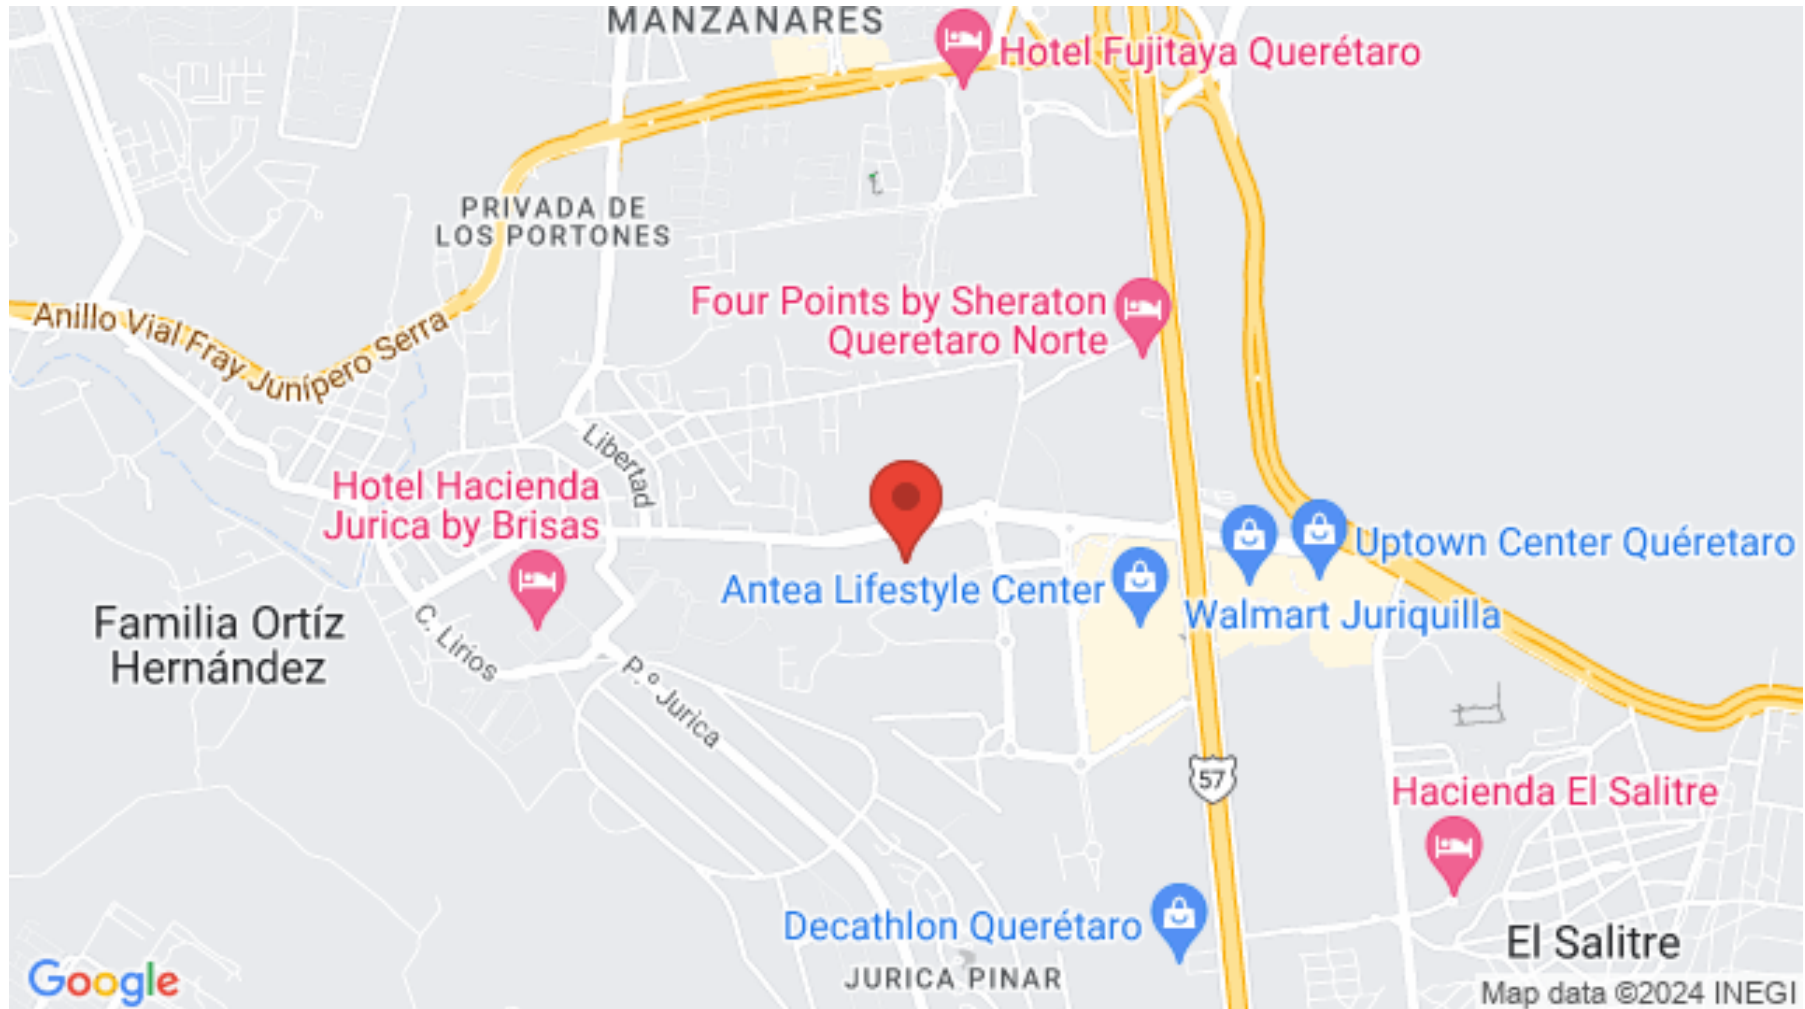 MANZANARES
Hotel Fujitaya Querétaro
PRIVADA DE
LOS PORTONES
Four Points by Sheraton
Queretaro Norte
Anillo Vial Fray Junípero Serra
Libertad
Hotel Hacienda
Jurica by Brisas
Uptown Center Quéretaro
Antea Lifestyle Center
Walmart Juriquilla
Familia Ortíz
Hernández
C. Lirios
P.º Jurica
57
Hacienda El Salitre
Decathlon Querétaro
El Salitre
JURICA PINAR
Google
Map data ©2024 INEGI